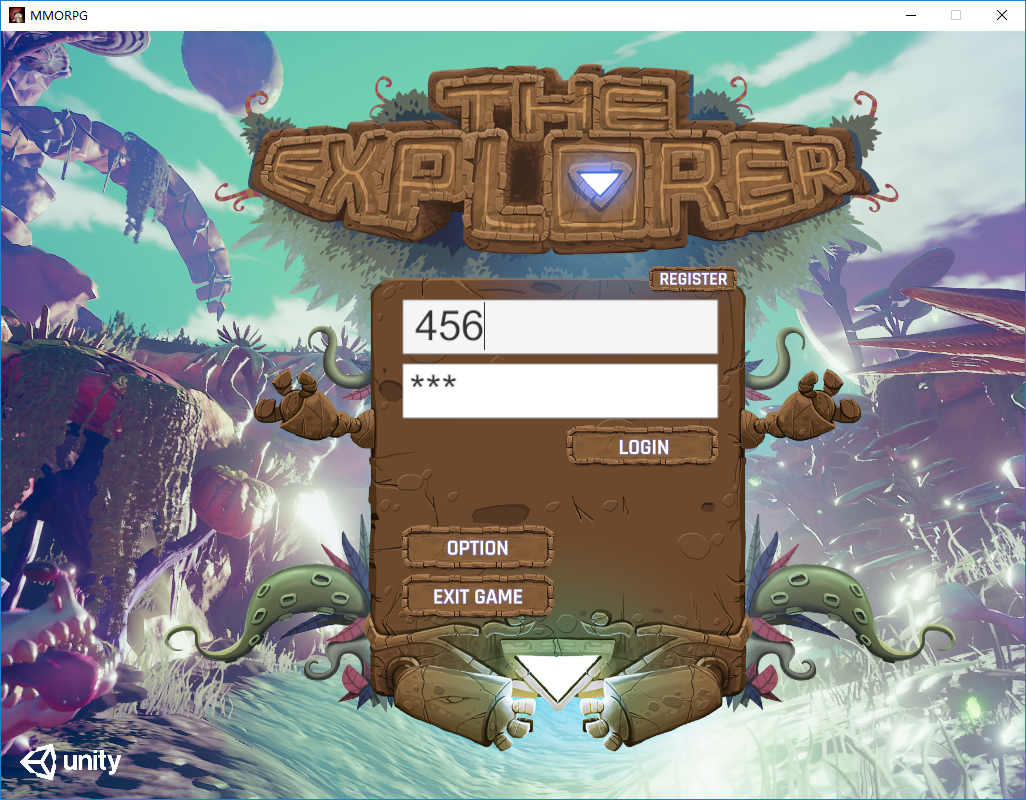 MMORPG
THE
EXPLORER
REGISTER
456
***
LOGIN
OPTION
EXIT GAME
unity